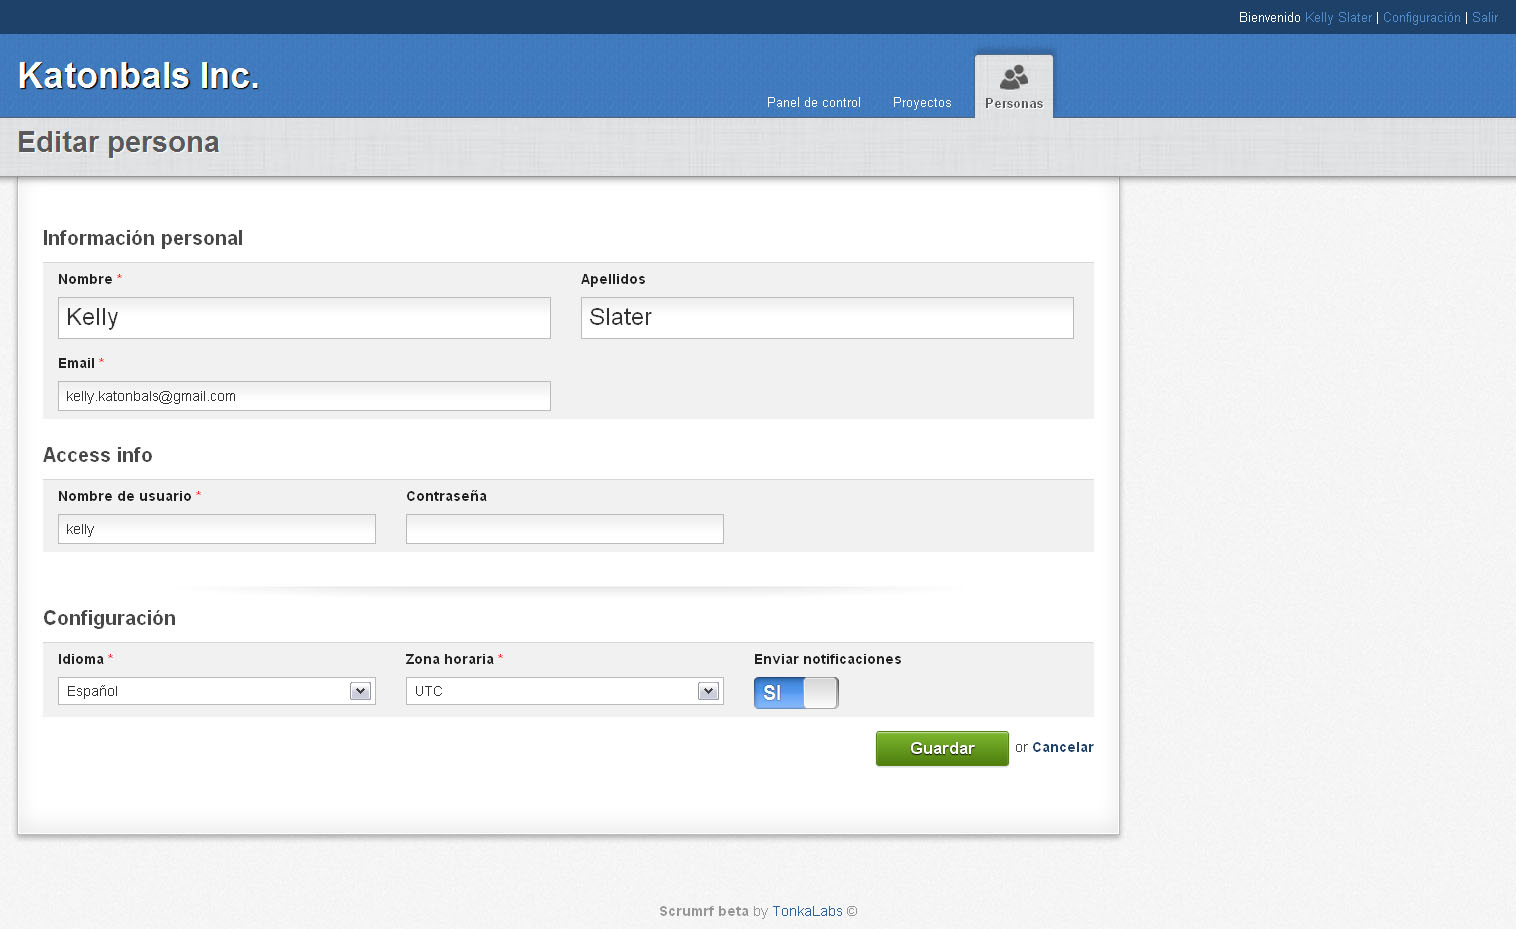 Bienvenido Kelly Slater | Configuración | Salir
Katonbals Inc.
Panel de control Proyectos Personas
Editar persona
Información personal
Nombre * Apellidos
Kelly Slater
Email *
kelly.katonbals@gmail.com
Access info
Nombre de usuario * Contraseña
kelly
Configuración
Idioma * Zona horaria * Enviar notificaciones
Español UTC SI
Guardar or Cancelar
Scrumrf beta by TonkaLabs ©